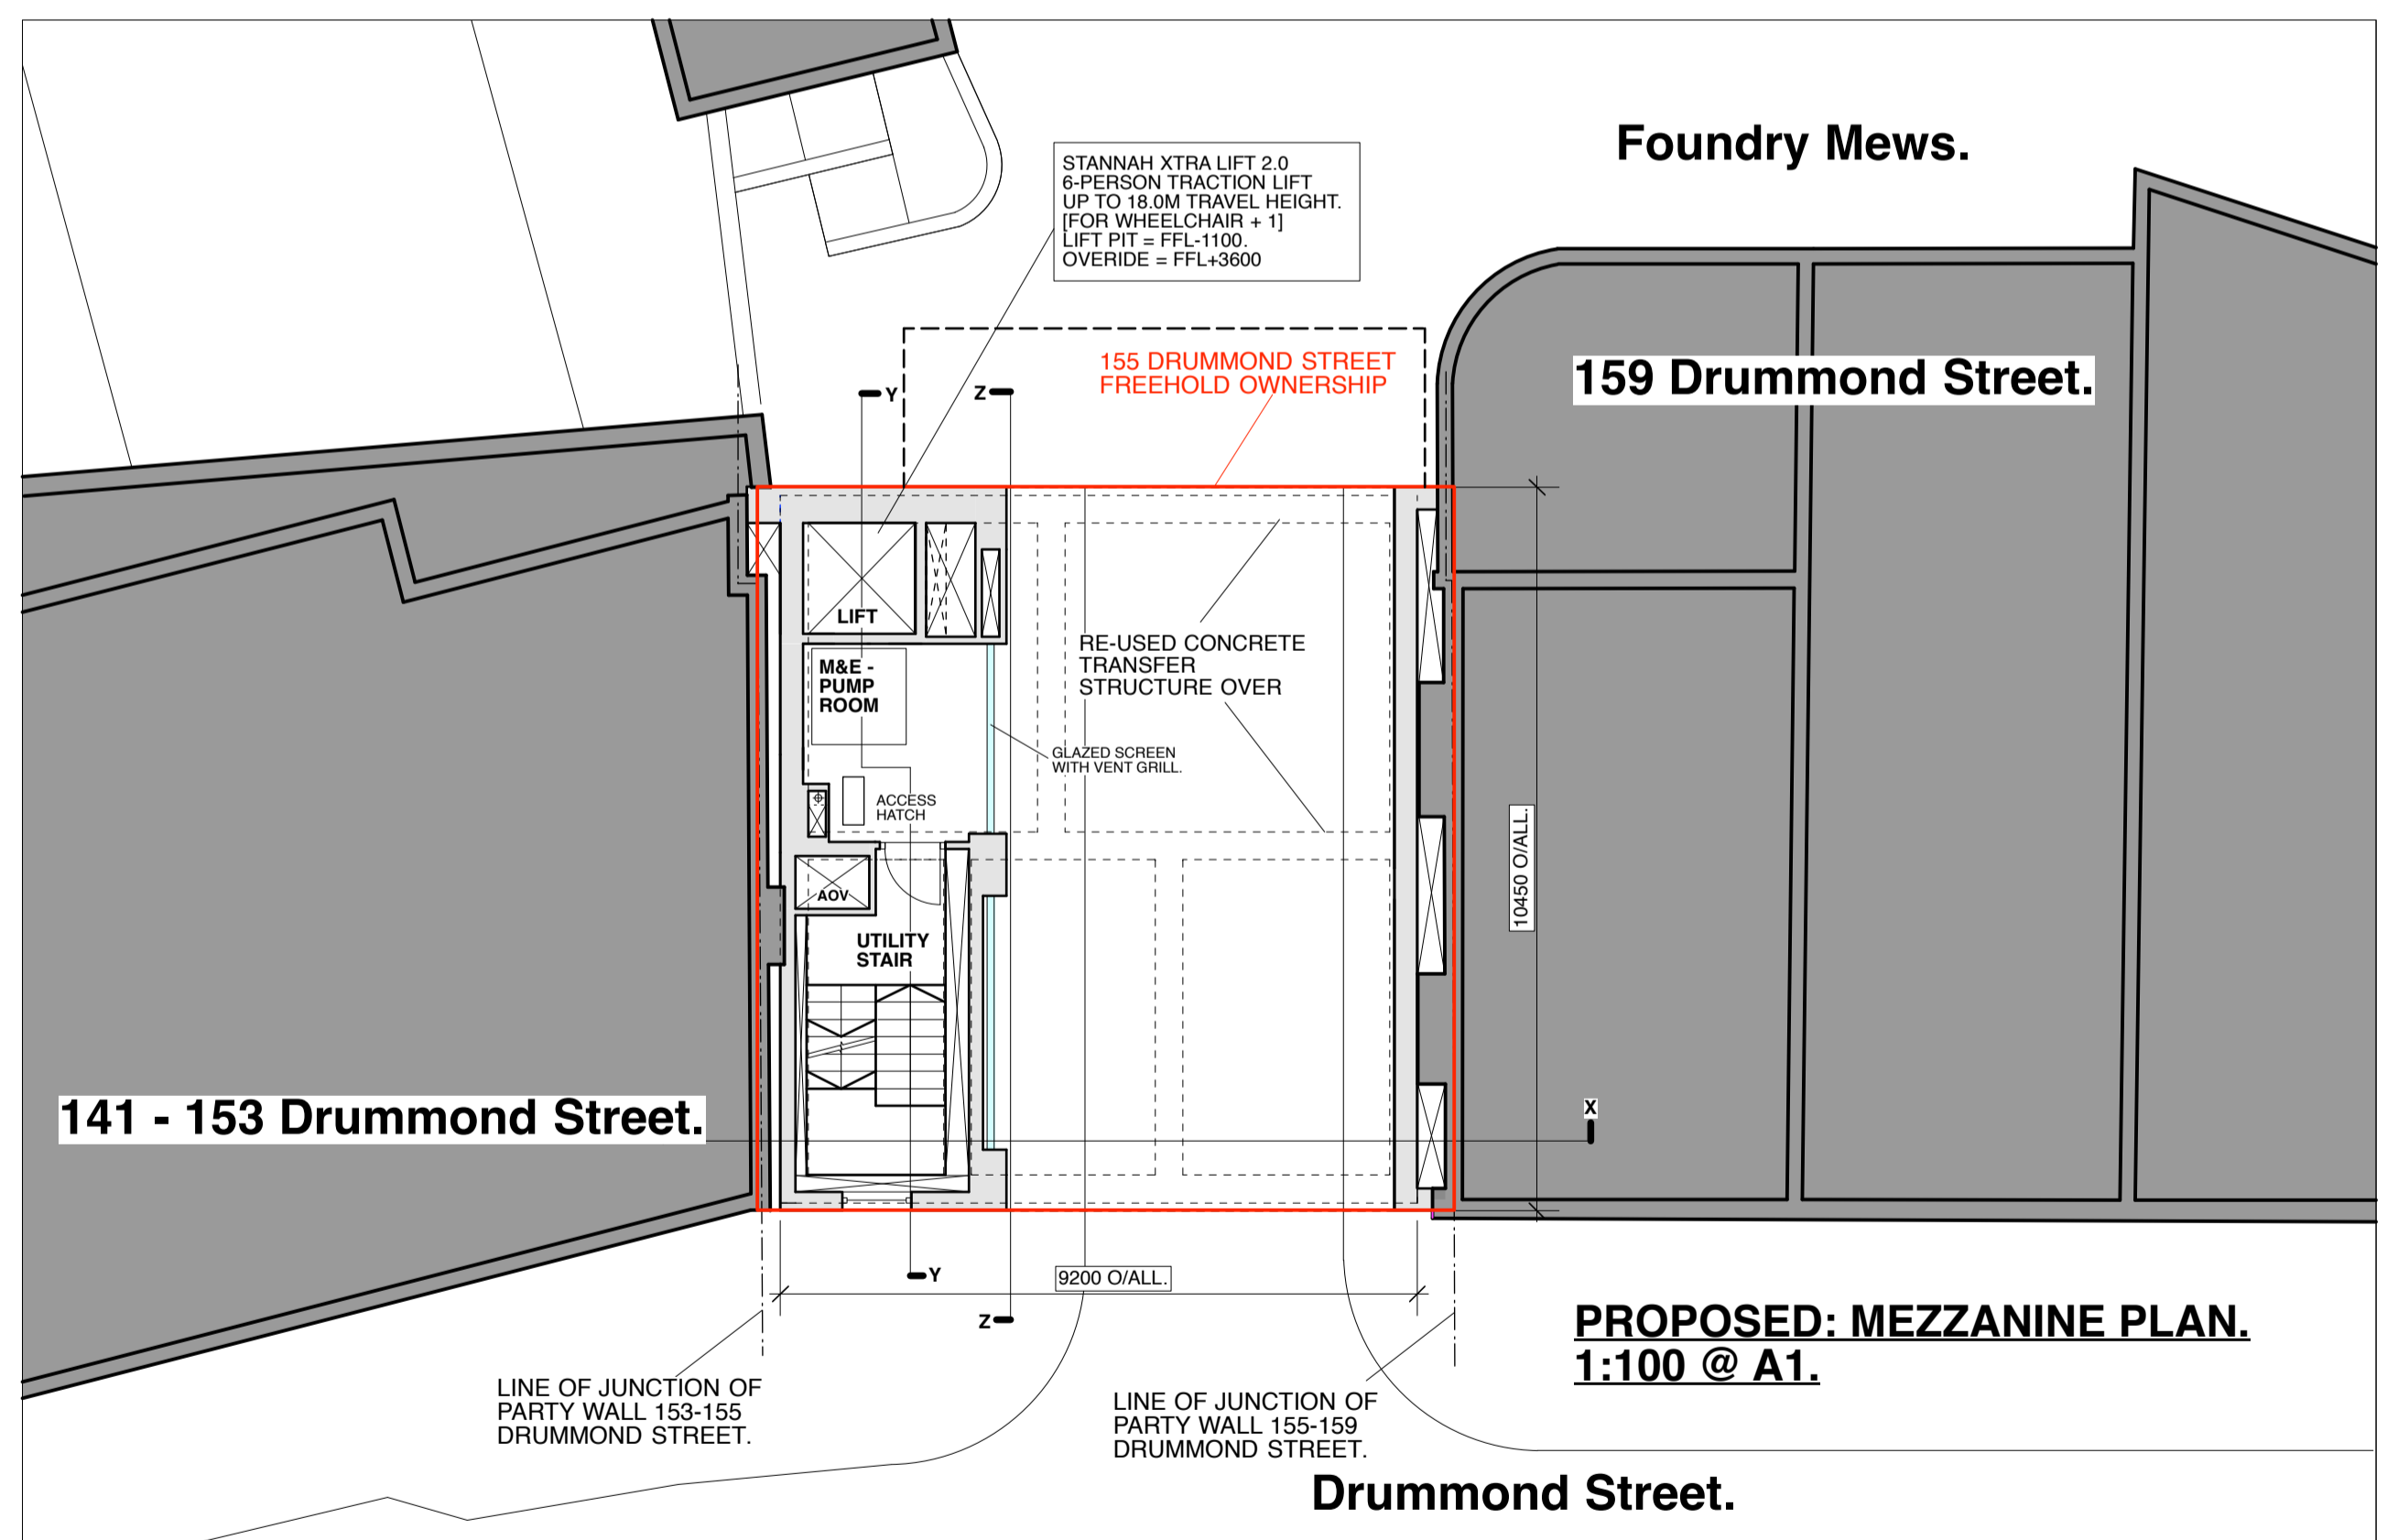 Foundry Mews.
STANNAH XTRA LIFT 2.0
6-PERSON TRACTION LIFT
UP TO 18.0M TRAVEL HEIGHT.
[FOR WHEELCHAIR + 1]
LIFT PIT = FFL-1100.
OVERIDE = FFL+3600
155 DRUMMOND STREET
FREEHOLD OWNERSHIP
159 Drummond Street.
Y
Z
LIFT
RE-USED CONCRETE
TRANSFER
STRUCTURE OVER
M&E -
PUMP
ROOM
GLAZED SCREEN
WITH VENT GRILL.
ACCESS
HATCH
10450 O/ALL.
AOV
UTILITY
STAIR
141 - 153 Drummond Street.
X
Y
9200 O/ALL.
Z
PROPOSED: MEZZANINE PLAN.
1:100 @ A1.
LINE OF JUNCTION OF
PARTY WALL 153-155
DRUMMOND STREET.
LINE OF JUNCTION OF
PARTY WALL 155-159
DRUMMOND STREET.
Drummond Street.